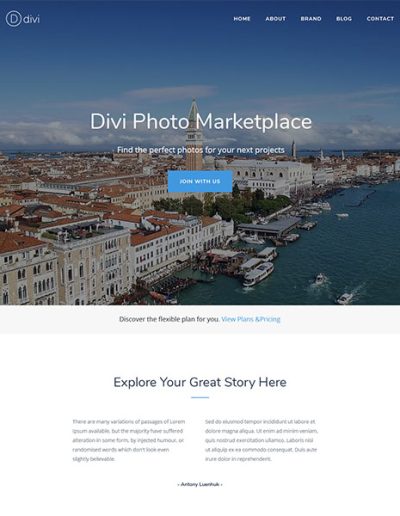 D divi
HOME ABOUT BRAND BLOG CONTACT
Divi Photo Marketplace
Find the perfect photos for your next projects
JOIN WITH US
Discover the flexible plan for you. View Plans &Pricing
Explore Your Great Story Here
There are many variations of passages of Lorem
Ipsum available, but the majority have suffered
alteration in some form, by injected humour, or
randomised words which don't look even
slightly believable.
Sed do eiusmod tempor incididunt ut labore et
dolore magna aliqua. Ut enim ad minim veniam,
quis nostrud exercitation ullamco. Laboris nisi
ut aliquip ex ea commodo consequat. Duis aute
irure dolor in reprehenderit.
- Antony Luenhuk -